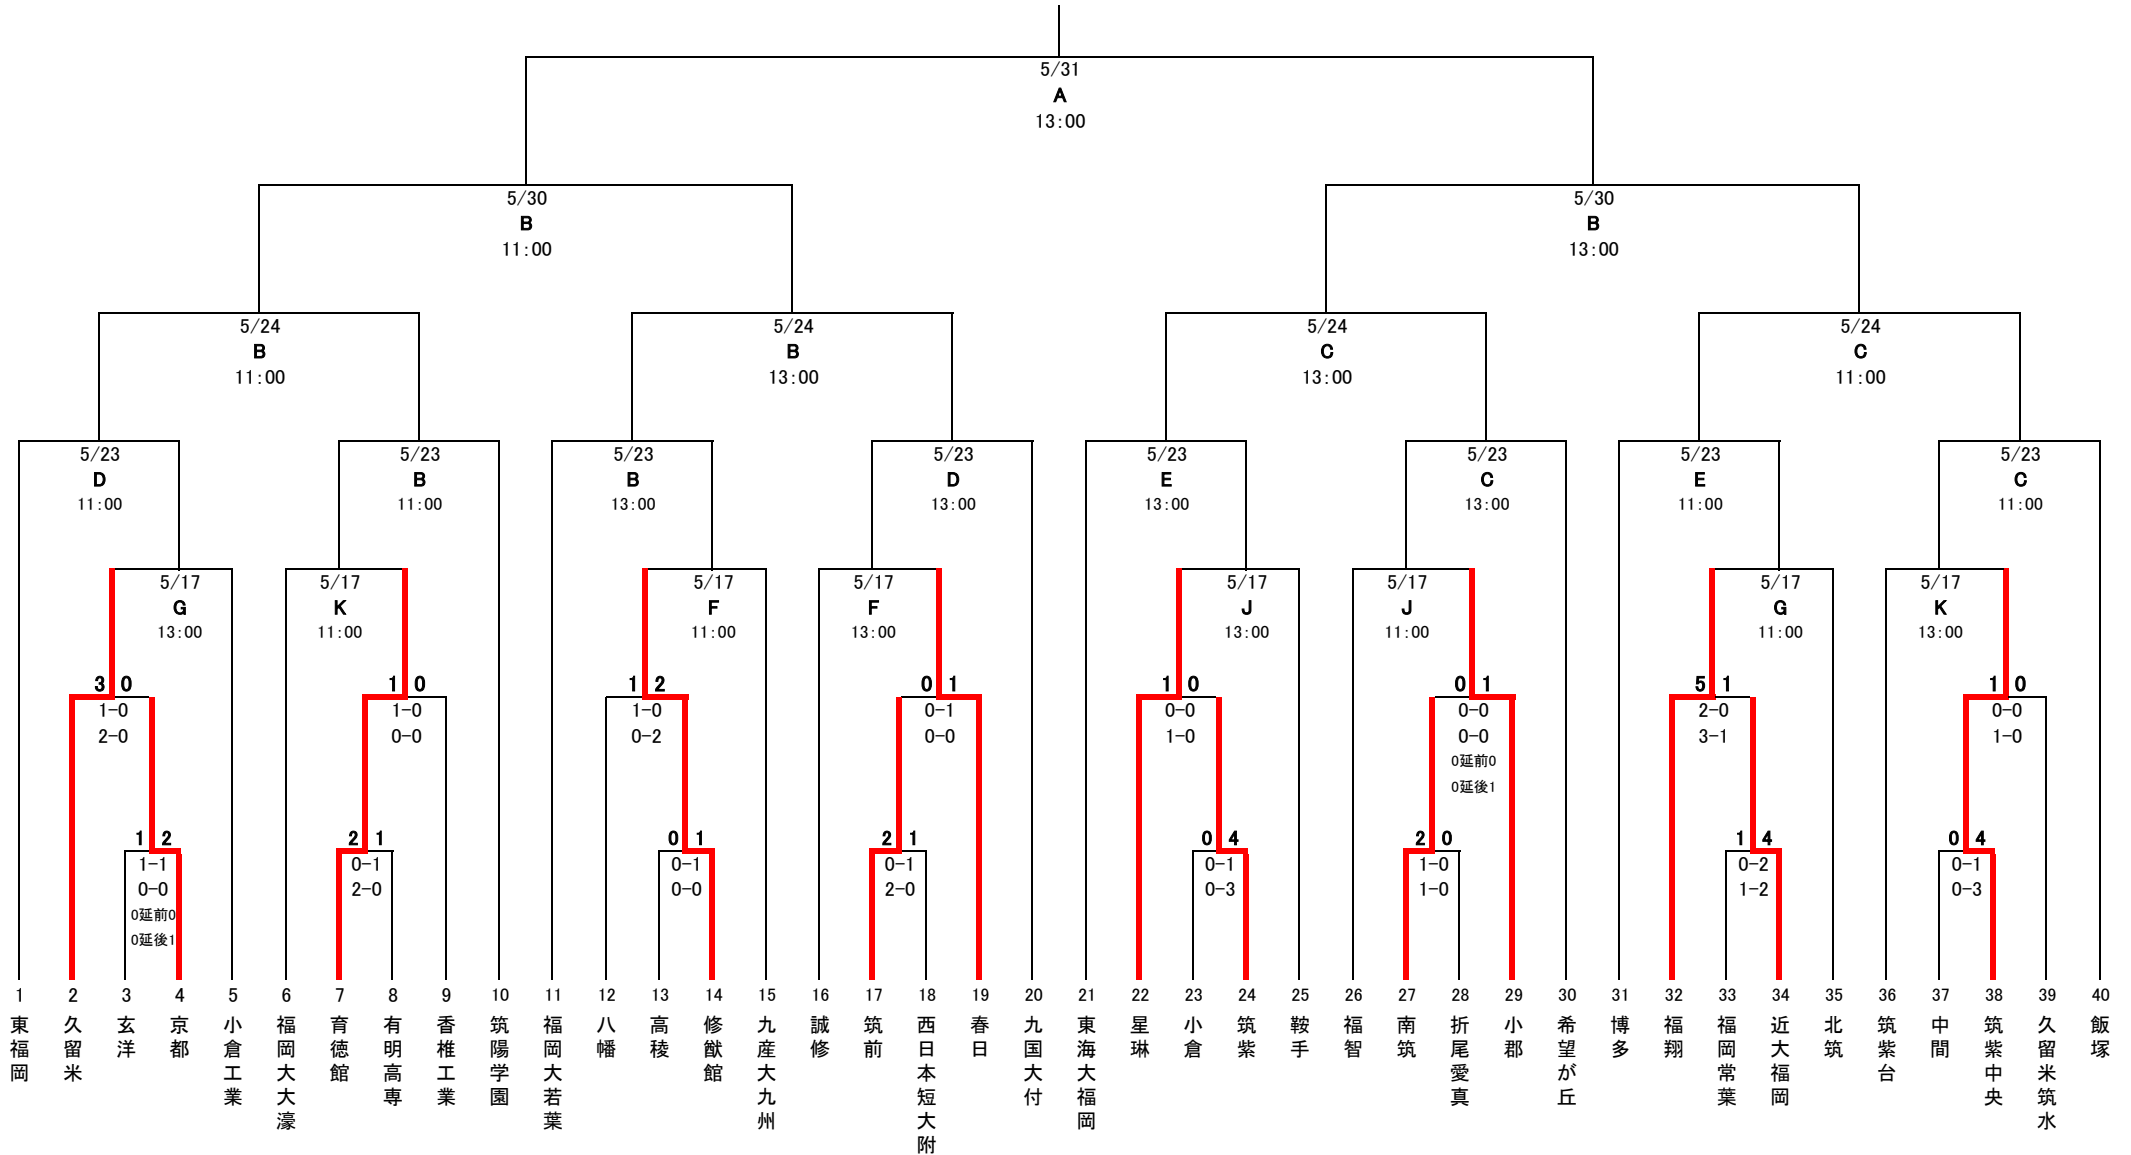 5/31
A
13:00
5/30 5/30
B B
11:00 13:00
5/24 5/24 5/24 5/24
B B C C
11:00 13:00 13:00 11:00
5/23 5/23 5/23 5/23 5/23 5/23 5/23 5/23
D B B D E C E C
11:00 11:00 13:00 13:00 13:00 13:00 11:00 11:00
5/17 5/17 5/17 5/17 5/17 5/17 5/17 5/17
G K F F J J G K
13:00 11:00 11:00 13:00 13:00 11:00 11:00 13:00
3 0 1 0 1 2 0 1 1 0 0 1 5 1 1 0
1-0 1-0 1-0 0-1 0-0 0-0 2-0 0-0
2-0 0-0 0-2 0-0 1-0 0-0 3-1 1-0
0延前0
0延後1
1 2 2 1 0 1 2 1 0 4 2 0 1 4 0 4
1-1 0-1 0-1 0-1 0-1 1-0 0-2 0-1
0-0 2-0 0-0 2-0 0-3 1-0 1-2 0-3
0延前0
0延後1
1 2 3 4 5 6 7 8 9 10 11 12 13 14 15 16 17 18 19 20 21 22 23 24 25 26 27 28 29 30 31 32 33 34 35 36 37 38 39 40
東福岡
久留米
玄洋
京都
小倉工業
福岡大大濠
育徳館
有明高専
香椎工業
筑陽学園
福岡大若葉
八幡
高稜
修猷館
九産大九州
誠修
筑前
西日本短大附
春日
九国大付
東海大福岡
星琳
小倉
筑紫
鞍手
福智
南筑
折尾愛真
小郡
希望が丘
博多
福翔
福岡常葉
近大福岡
北筑
筑紫台
中間
筑紫中央
久留米筑水
飯塚